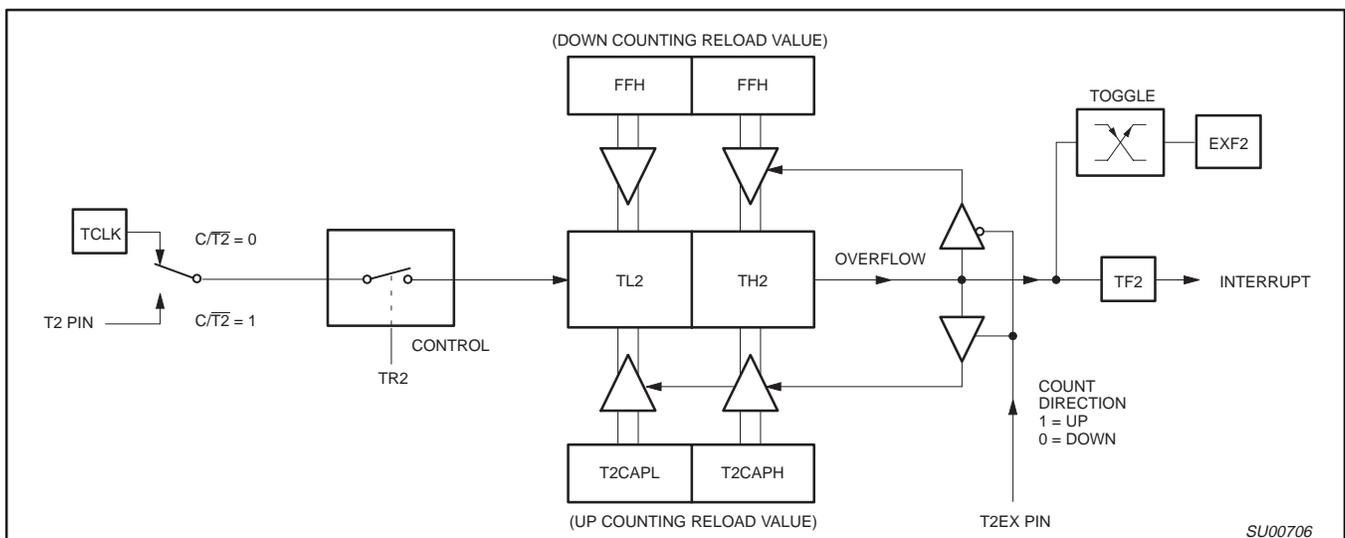 (DOWN COUNTING RELOAD VALUE)
FFH
FFH
TOGGLE
EXF2
TCLK
C/T2̅ = 0
TL2
TH2
OVERFLOW
TF2
INTERRUPT
T2 PIN
C/T2̅ = 1
CONTROL
TR2
COUNT
DIRECTION
1 = UP
0 = DOWN
T2CAPL
T2CAPH
(UP COUNTING RELOAD VALUE)
T2EX PIN
SU00706